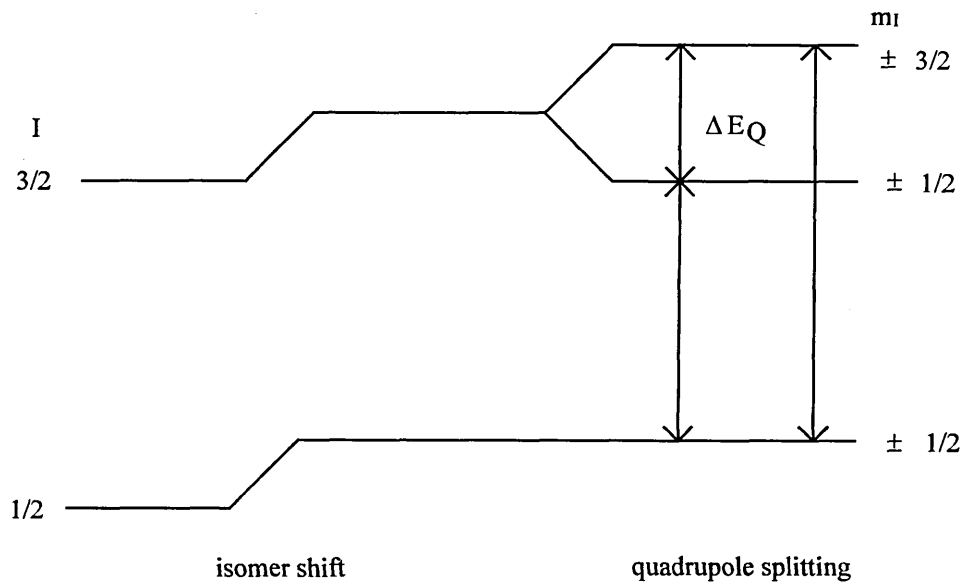 mI
± 3/2
I
ΔEQ
3/2
± 1/2
± 1/2
1/2
isomer shift
quadrupole splitting